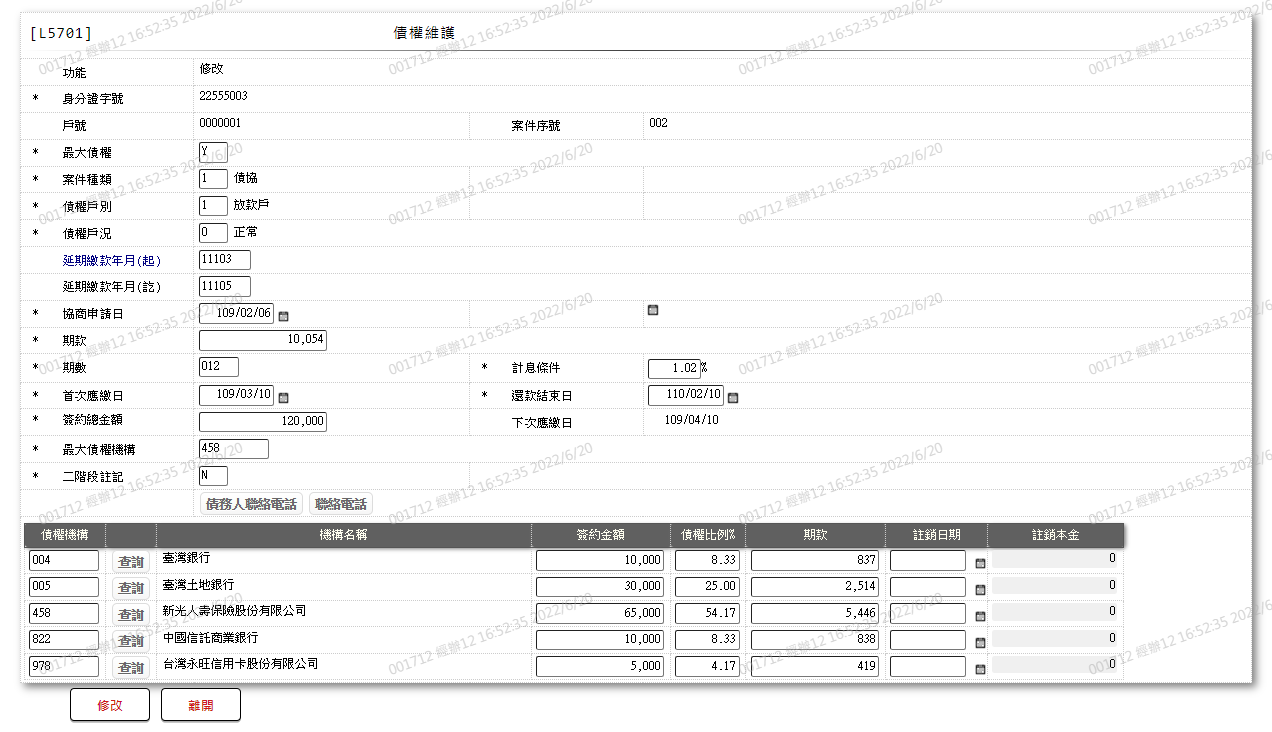 [L5701] 債權維護
功能 修改
* 身分證字號 22555003
戶號 0000001 案件序號 002
* 最大債權 Y
* 案件種類 1 債協
* 債權戶別 1 放款戶
* 債權戶況 0 正常
延期繳款年月(起) 11103
延期繳款年月(訖) 11105
* 協商申請日 109/02/06
* 期款 10,054
* 期數 012 * 計息條件 1.02 %
* 首次應繳日 109/03/10 * 還款結束日 110/02/10
* 簽約總金額 120,000 下次應繳日 109/04/10
* 最大債權機構 458
* 二階段註記 N
債務人聯絡電話 聯絡電話
債權機構 機構名稱 簽約金額 債權比例% 期款 註銷日期 註銷本金
004 查詢 臺灣銀行 10,000 8.33 837 0
005 查詢 臺灣土地銀行 30,000 25.00 2,514 0
458 查詢 新光人壽保險股份有限公司 65,000 54.17 5,446 0
822 查詢 中國信託商業銀行 10,000 8.33 838 0
978 查詢 台灣永旺信用卡股份有限公司 5,000 4.17 419 0
修改 離開
001712 經辦12 16:52:35 2022/6/20